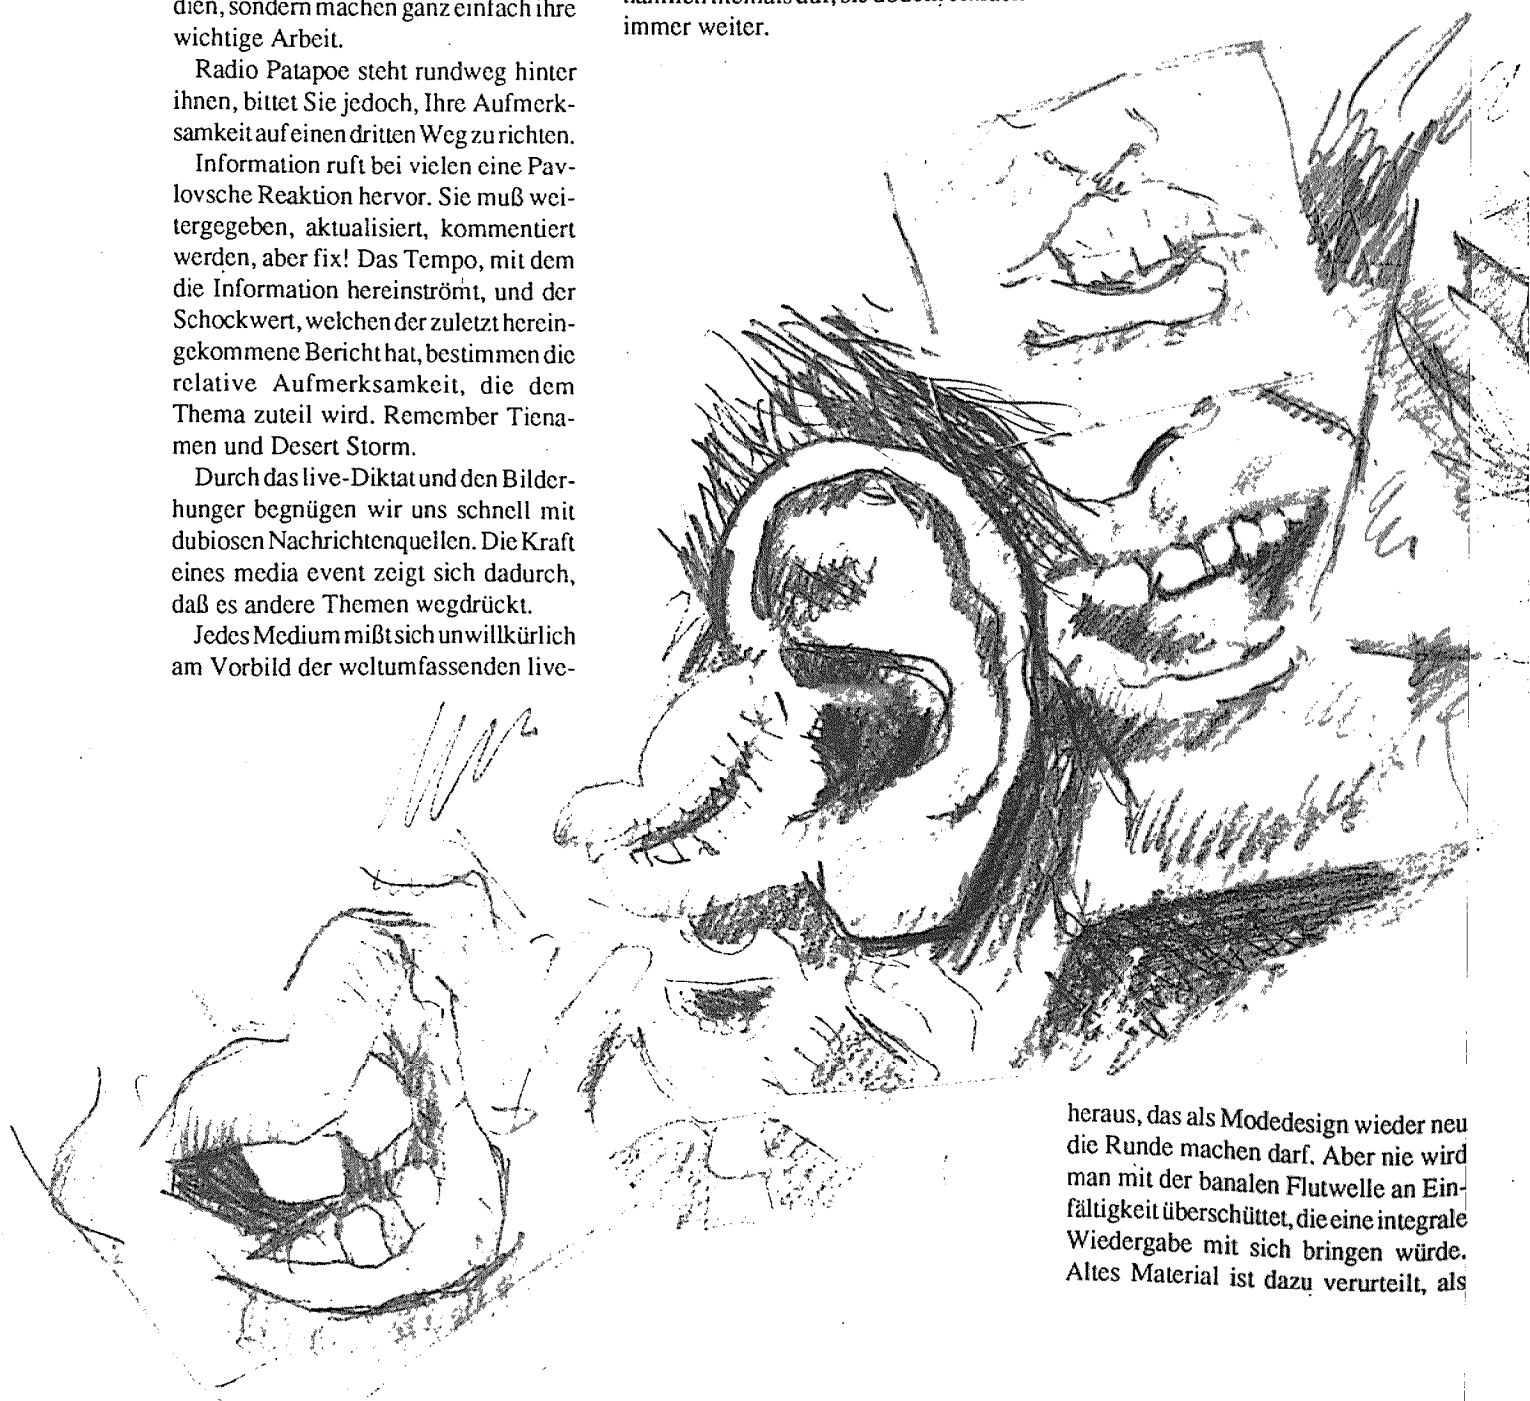 dien, sondern machen ganz einfach ihre
wichtige Arbeit.
Radio Patapoe steht rundweg hinter
ihnen, bittet Sie jedoch, Ihre Aufmerk-
samkeit auf einen dritten Weg zu richten.
Information ruft bei vielen eine Pav-
lovsche Reaktion hervor. Sie muß wei-
tergegeben, aktualisiert, kommentiert
werden, aber fix! Das Tempo, mit dem
die Information hereinströmt, und der
Schockwert, welchen der zuletzt herein-
gekommene Bericht hat, bestimmen die
relative Aufmerksamkeit, die dem
Thema zuteil wird. Remember Tiena-
men und Desert Storm.
Durch das live-Diktat und den Bilder-
hunger begnügen wir uns schnell mit
dubiosen Nachrichtenquellen. Die Kraft
eines media event zeigt sich dadurch,
daß es andere Themen wegdrückt.
Jedes Medium mißt sich unwillkürlich
am Vorbild der weltumfassenden live-
immer weiter.
heraus, das als Modedesign wieder neu
die Runde machen darf. Aber nie wird
man mit der banalen Flutwelle an Ein-
fältigkeit überschüttet, die eine integrale
Wiedergabe mit sich bringen würde.
Altes Material ist dazu verurteilt, als